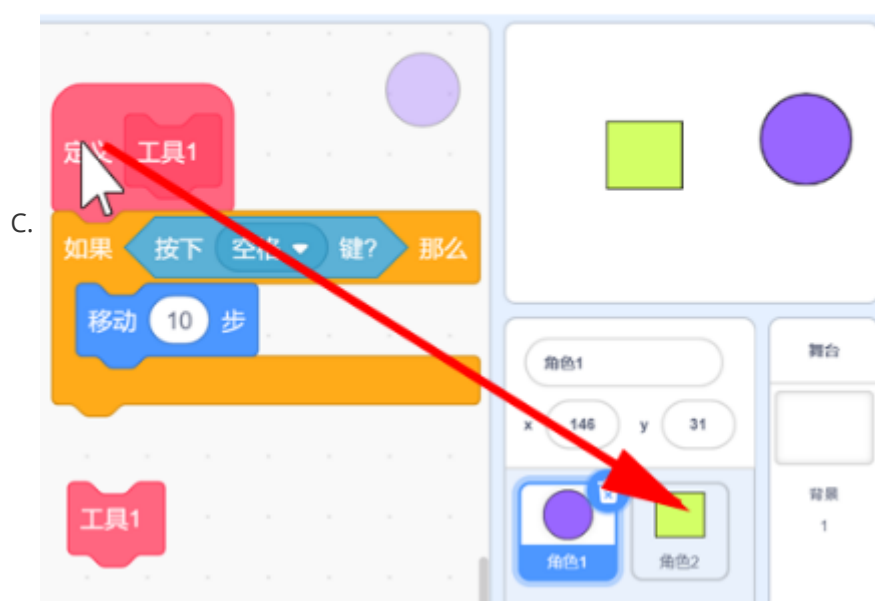 C.
定义 工具1
如果 按下 空格 键? 那么
移动 10 步
工具1
角色1
x 146 y 31
角色1
角色2
舞台
背景
1